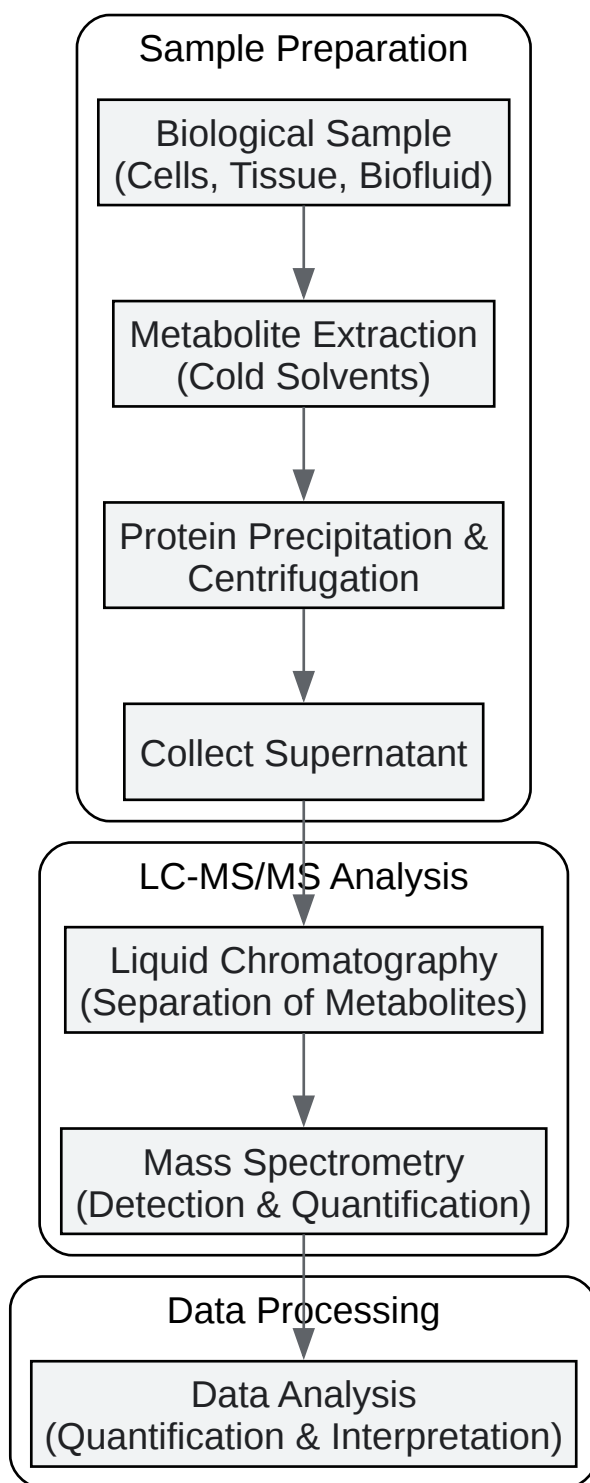 Sample Preparation
Biological Sample
(Cells, Tissue, Biofluid)
Metabolite Extraction
(Cold Solvents)
Protein Precipitation &
Centrifugation
Collect Supernatant
LC-MS/MS Analysis
Liquid Chromatography
(Separation of Metabolites)
Mass Spectrometry
(Detection & Quantification)
Data Processing
Data Analysis
(Quantification & Interpretation)